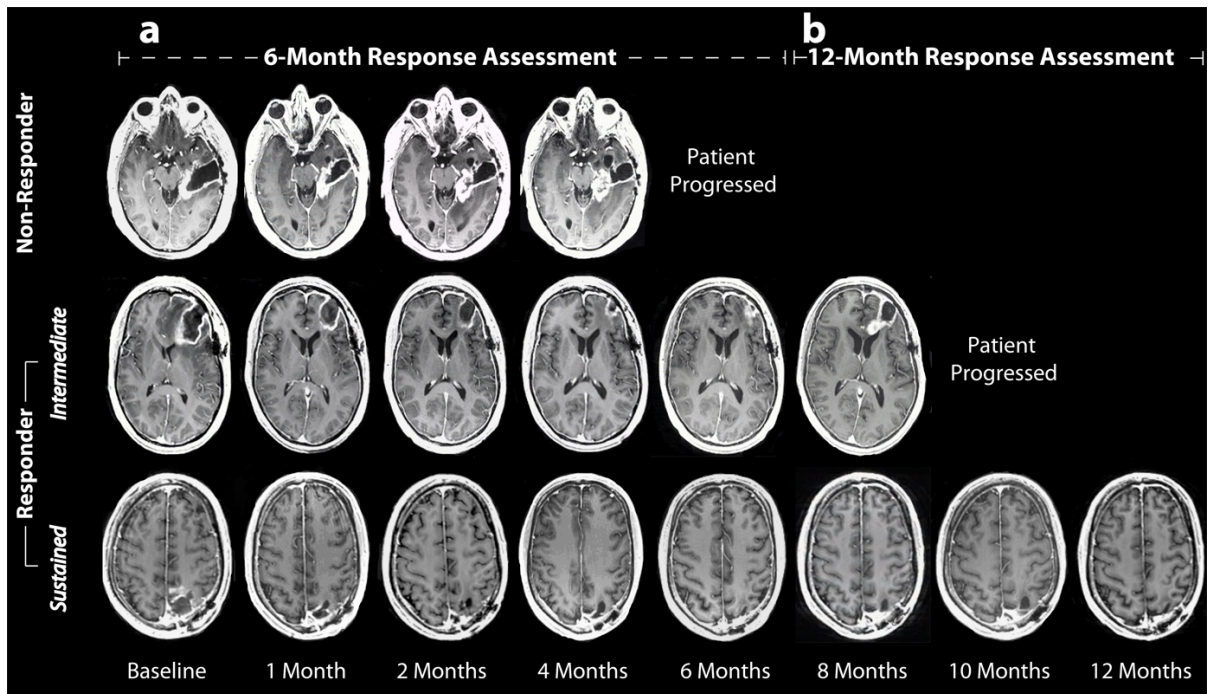 a
b
6-Month Response Assessment
12-Month Response Assessment
Non-Responder
Patient
Progressed
Responder
Intermediate
Patient
Progressed
Sustained
Baseline
1 Month
2 Months
4 Months
6 Months
8 Months
10 Months
12 Months